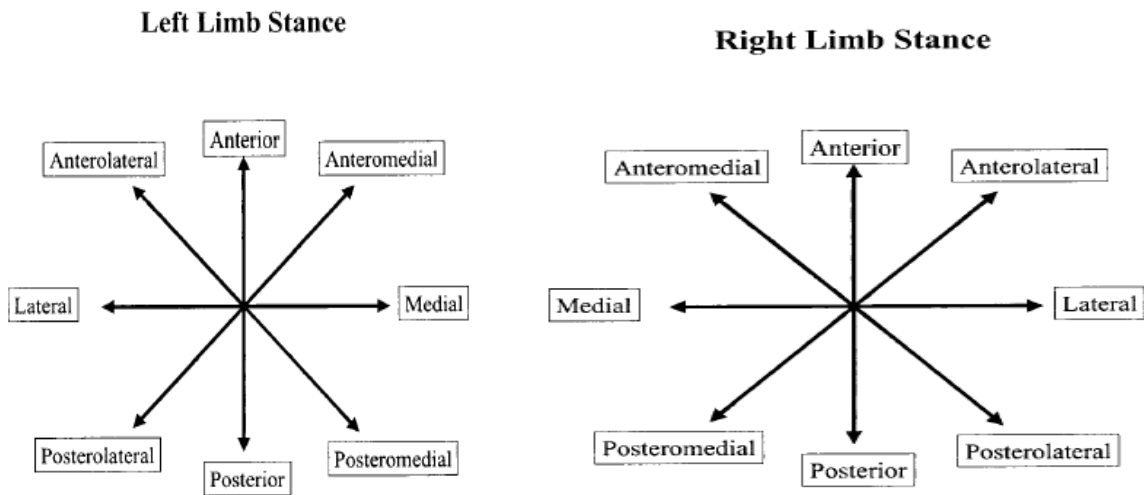 Left Limb Stance
Anterior
Anterolateral
Anteromedial
Lateral
Medial
Posterolateral
Posterior
Posteromedial
Right Limb Stance
Anterior
Anteromedial
Anterolateral
Medial
Lateral
Posteromedial
Posterior
Posterolateral